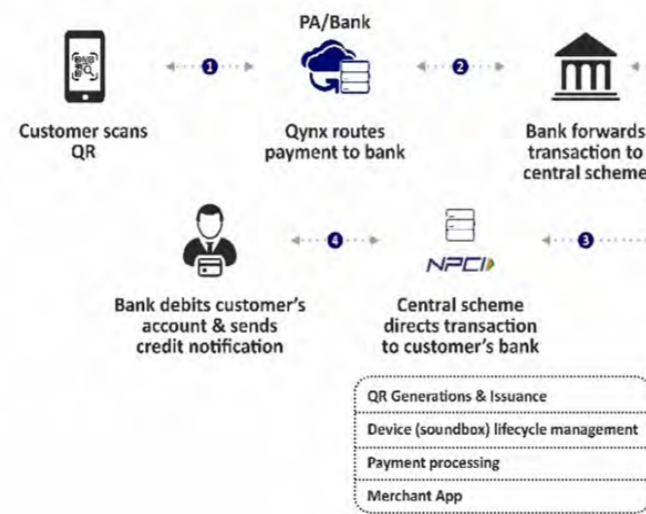 PA/Bank
1
2
Customer scans
QR
Qynx routes
payment to bank
Bank forwards
transaction to
central scheme
4
NPCI
3
Bank debits customer's
account & sends
credit notification
Central scheme
directs transaction
to customer's bank
QR Generations & Issuance
Device (soundbox) lifecycle management
Payment processing
Merchant App